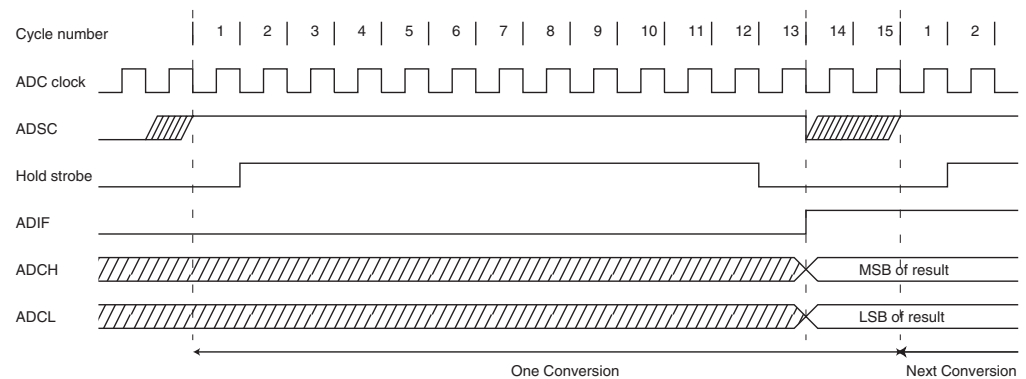 Cycle number 1 2 3 4 5 6 7 8 9 10 11 12 13 14 15 1 2
ADC clock
ADSC
Hold strobe
ADIF
ADCH MSB of result
ADCL LSB of result
One Conversion Next Conversion